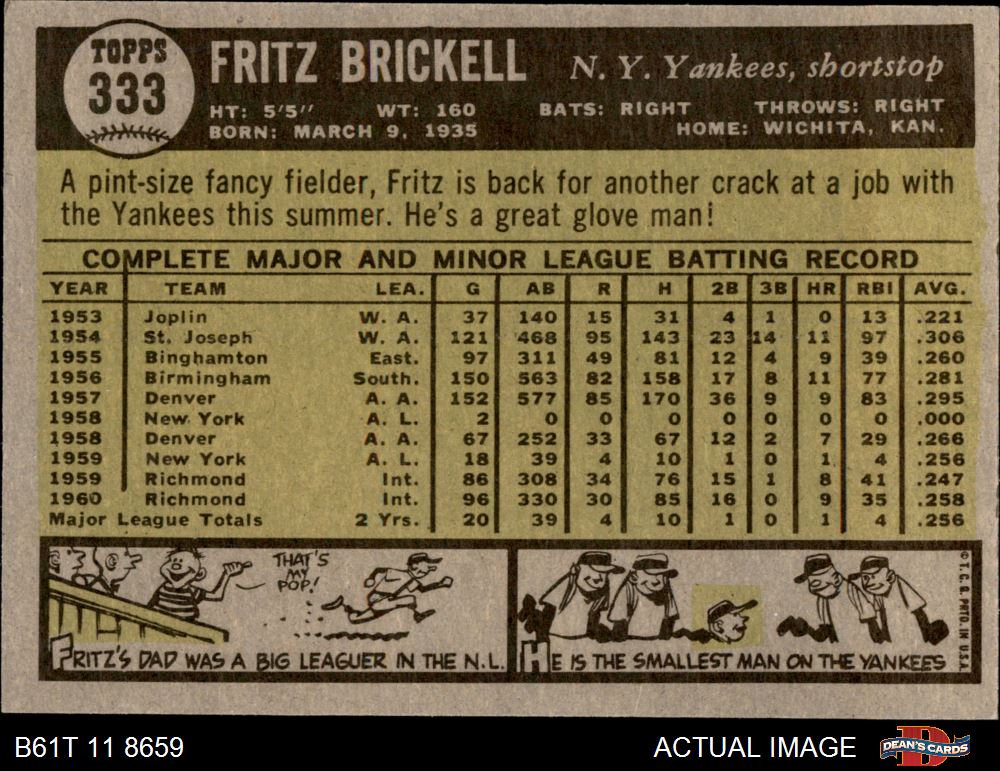 TOPPS
333
FRITZ BRICKELL
N. Y. Yankees, shortstop
HT: 5'5" WT: 160 BATS: RIGHT THROWS: RIGHT
BORN: MARCH 9, 1935 HOME: WICHITA, KAN.
A pint-size fancy fielder, Fritz is back for another crack at a job with
the Yankees this summer. He's a great glove man!
COMPLETE MAJOR AND MINOR LEAGUE BATTING RECORD
YEAR TEAM LEA. G AB R H 2B 3B HR RBI AVG.
1953 Joplin W. A. 37 140 15 31 4 1 0 13 .221
1954 St. Joseph W. A. 121 468 95 143 23 14 11 97 .306
1955 Binghamton East. 97 311 49 81 12 4 9 39 .260
1956 Birmingham South. 150 563 82 158 17 8 11 77 .281
1957 Denver A. A. 152 577 85 170 36 9 9 83 .295
1958 New York A. L. 2 0 0 0 0 0 0 0 .000
1958 Denver A. A. 67 252 33 67 12 2 7 29 .266
1959 New York A. L. 18 39 4 10 1 0 1 4 .256
1959 Richmond Int. 86 308 34 76 15 1 8 41 .247
1960 Richmond Int. 96 330 30 85 16 0 9 35 .258
Major League Totals 2 Yrs. 20 39 4 10 1 0 1 4 .256
THAT'S
MY
POP!
FRITZ'S DAD WAS A BIG LEAGUER IN THE N.L.
HE IS THE SMALLEST MAN ON THE YANKEES
© T. C. G. PRTD. IN U.S.A.
B61T 11 8659
ACTUAL IMAGE
DEAN'S CARDS